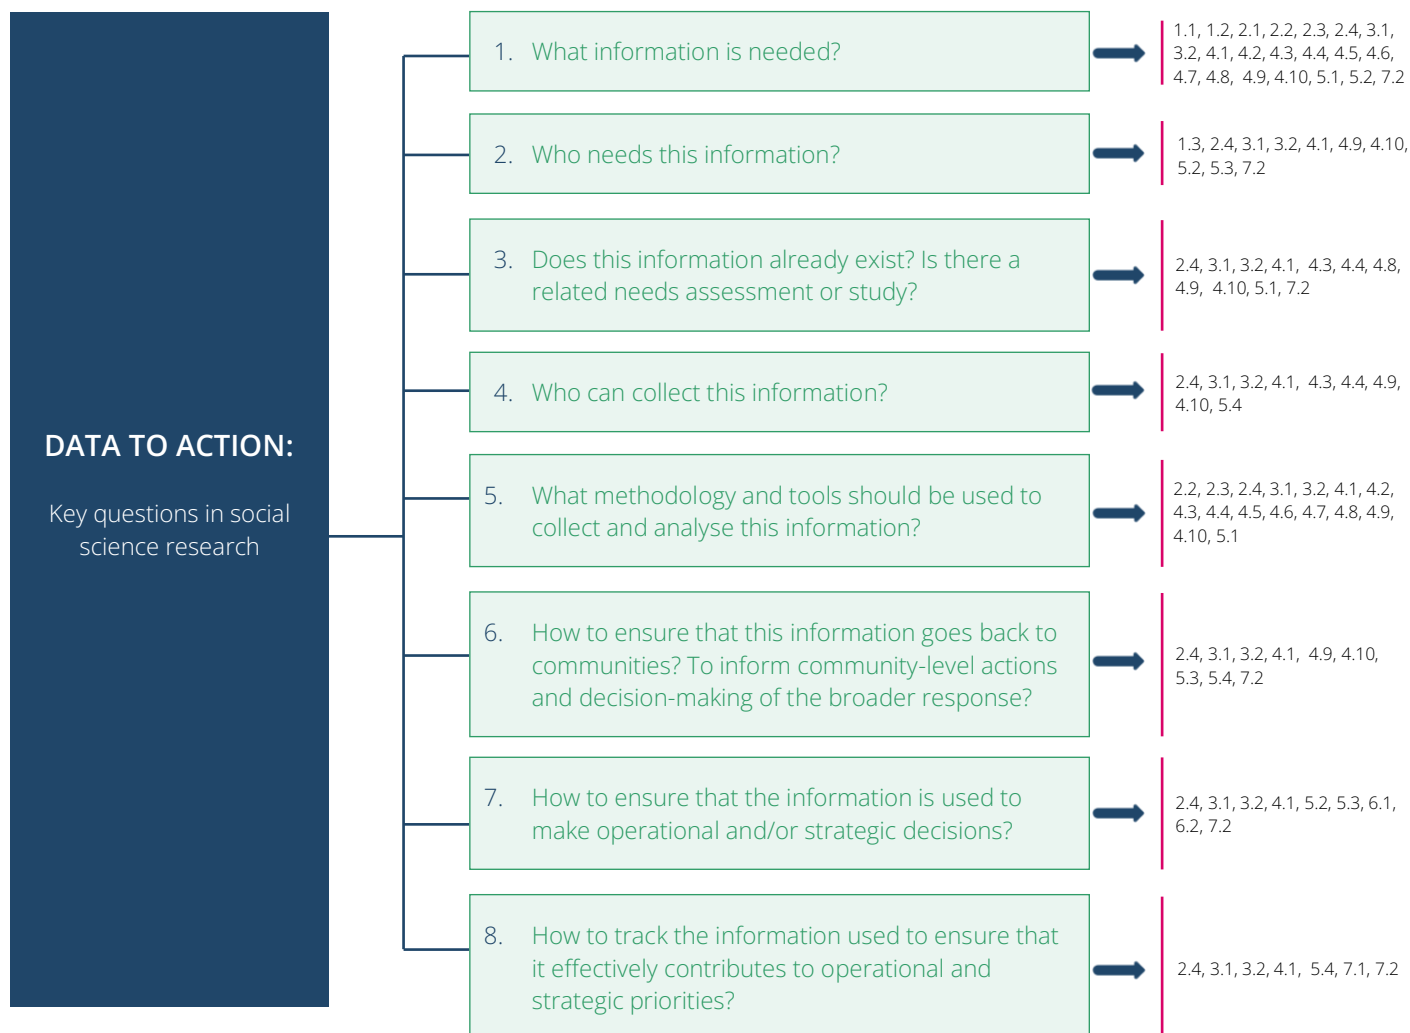 DATA TO ACTION:
Key questions in social
science research
1. What information is needed?
1.1, 1.2, 2.1, 2.2, 2.3, 2.4, 3.1,
3.2, 4.1, 4.2, 4.3, 4.4, 4.5, 4.6,
4.7, 4.8, 4.9, 4.10, 5.1, 5.2, 7.2
2. Who needs this information?
1.3, 2.4, 3.1, 3.2, 4.1, 4.9, 4.10,
5.2, 5.3, 7.2
3. Does this information already exist? Is there a
related needs assessment or study?
2.4, 3.1, 3.2, 4.1, 4.3, 4.4, 4.8,
4.9, 4.10, 5.1, 7.2
4. Who can collect this information?
2.4, 3.1, 3.2, 4.1, 4.3, 4.4, 4.9,
4.10, 5.4
5. What methodology and tools should be used to
collect and analyse this information?
2.2, 2.3, 2.4, 3.1, 3.2, 4.1, 4.2,
4.3, 4.4, 4.5, 4.6, 4.7, 4.8, 4.9,
4.10, 5.1
6. How to ensure that this information goes back to
communities? To inform community-level actions
and decision-making of the broader response?
2.4, 3.1, 3.2, 4.1, 4.9, 4.10,
5.3, 5.4, 7.2
7. How to ensure that the information is used to
make operational and/or strategic decisions?
2.4, 3.1, 3.2, 4.1, 5.2, 5.3, 6.1,
6.2, 7.2
8. How to track the information used to ensure that
it effectively contributes to operational and
strategic priorities?
2.4, 3.1, 3.2, 4.1, 5.4, 7.1, 7.2